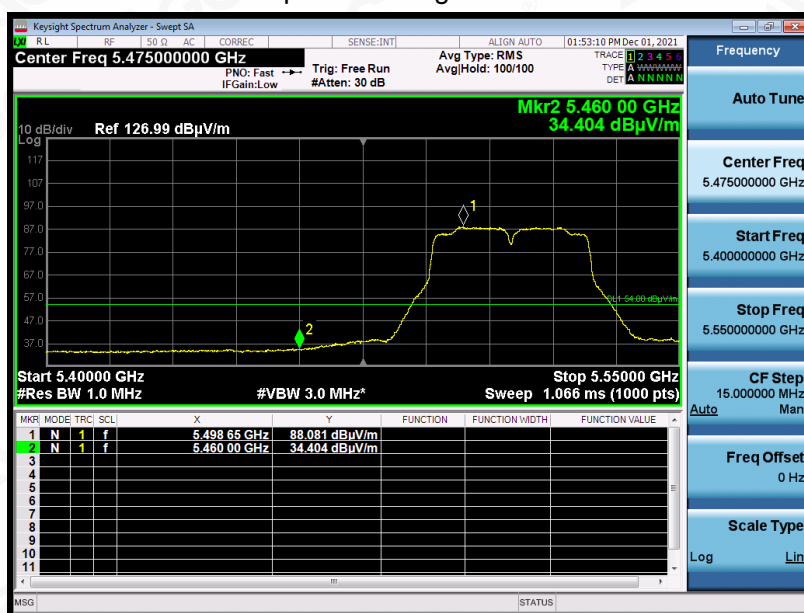 Keysight Spectrum Analyzer - Swept SA
LXI RL RF 50 Ω AC CORREC SENSE:INT ALIGN AUTO 01:53:10 PM Dec 01, 2021
Center Freq 5.475000000 GHz
PNO: Fast
IFGain:Low
Trig: Free Run
#Atten: 30 dB
Avg Type: RMS
Avg|Hold: 100/100
TRACE 1 2 3 4 5 6
TYPE A WWWWW
DET A N N N N N
Mkr2 5.460 00 GHz
34.404 dBµV/m
10 dB/div Ref 126.99 dBµV/m
Log
117
107
97.0
87.0
77.0
67.0
57.0
47.0
37.0
1
2
DL1 54.00 dBµV/m
Start 5.40000 GHz Stop 5.55000 GHz
#Res BW 1.0 MHz #VBW 3.0 MHz* Sweep 1.066 ms (1000 pts)
MKR MODE TRC SCL X Y FUNCTION FUNCTION WIDTH FUNCTION VALUE
1 N 1 f 5.498 65 GHz 88.081 dBµV/m
2 N 1 f 5.460 00 GHz 34.404 dBµV/m
3
4
5
6
7
8
9
10
11
MSG STATUS
Frequency
Auto Tune
Center Freq
5.475000000 GHz
Start Freq
5.400000000 GHz
Stop Freq
5.550000000 GHz
CF Step
15.000000 MHz
Auto Man
Freq Offset
0 Hz
Scale Type
Log Lin